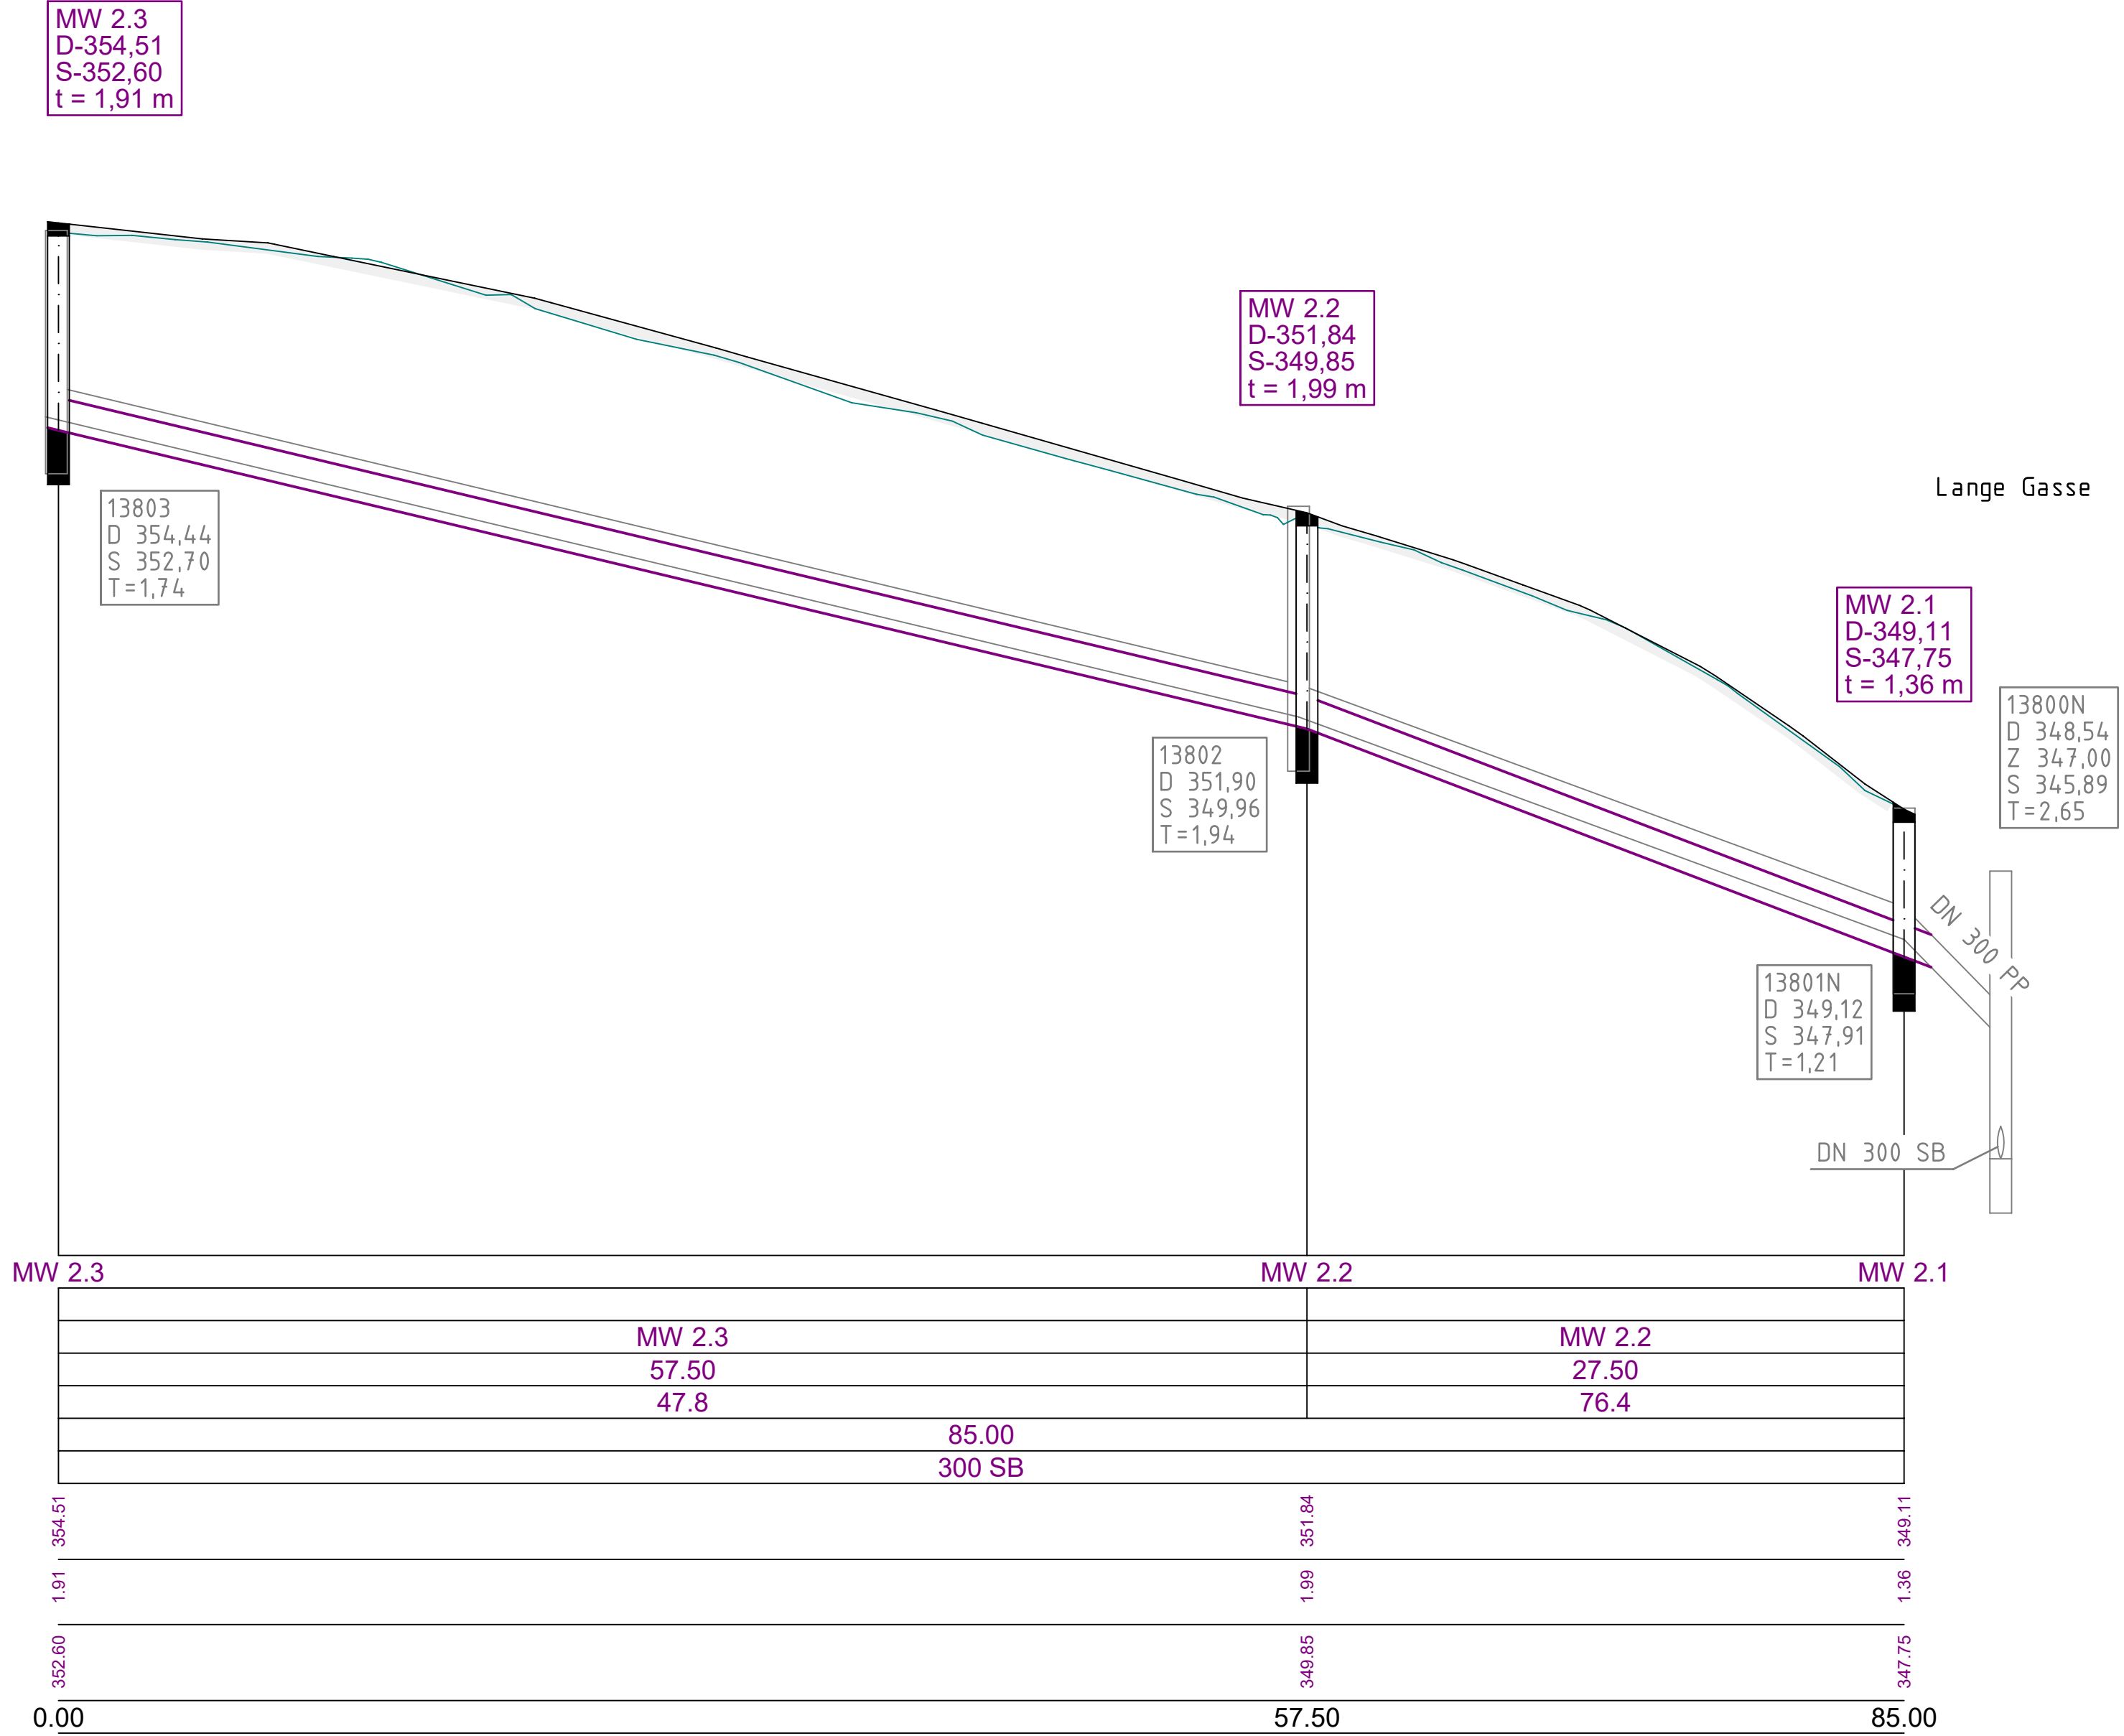 MW 2.3
D-354,51
S-352,60
t = 1,91 m
MW 2.2
D-351,84
S-349,85
t = 1,99 m
Lange Gasse
13803
D 354,44
S 352,70
T=1,74
MW 2.1
D-349,11
S-347,75
t = 1,36 m
13800N
D 348,54
Z 347,00
S 345,89
T=2,65
13802
D 351,90
S 349,96
T=1,94
DN 300 PP
13801N
D 349,12
S 347,91
T=1,21
DN 300 SB
MW 2.3 MW 2.2 MW 2.1
MW 2.3 MW 2.2
57.50 27.50
47.8 76.4
85.00
300 SB
354.51 351.84 349.11
1.91 1.99 1.36
352.60 349.85 347.75
0.00 57.50 85.00